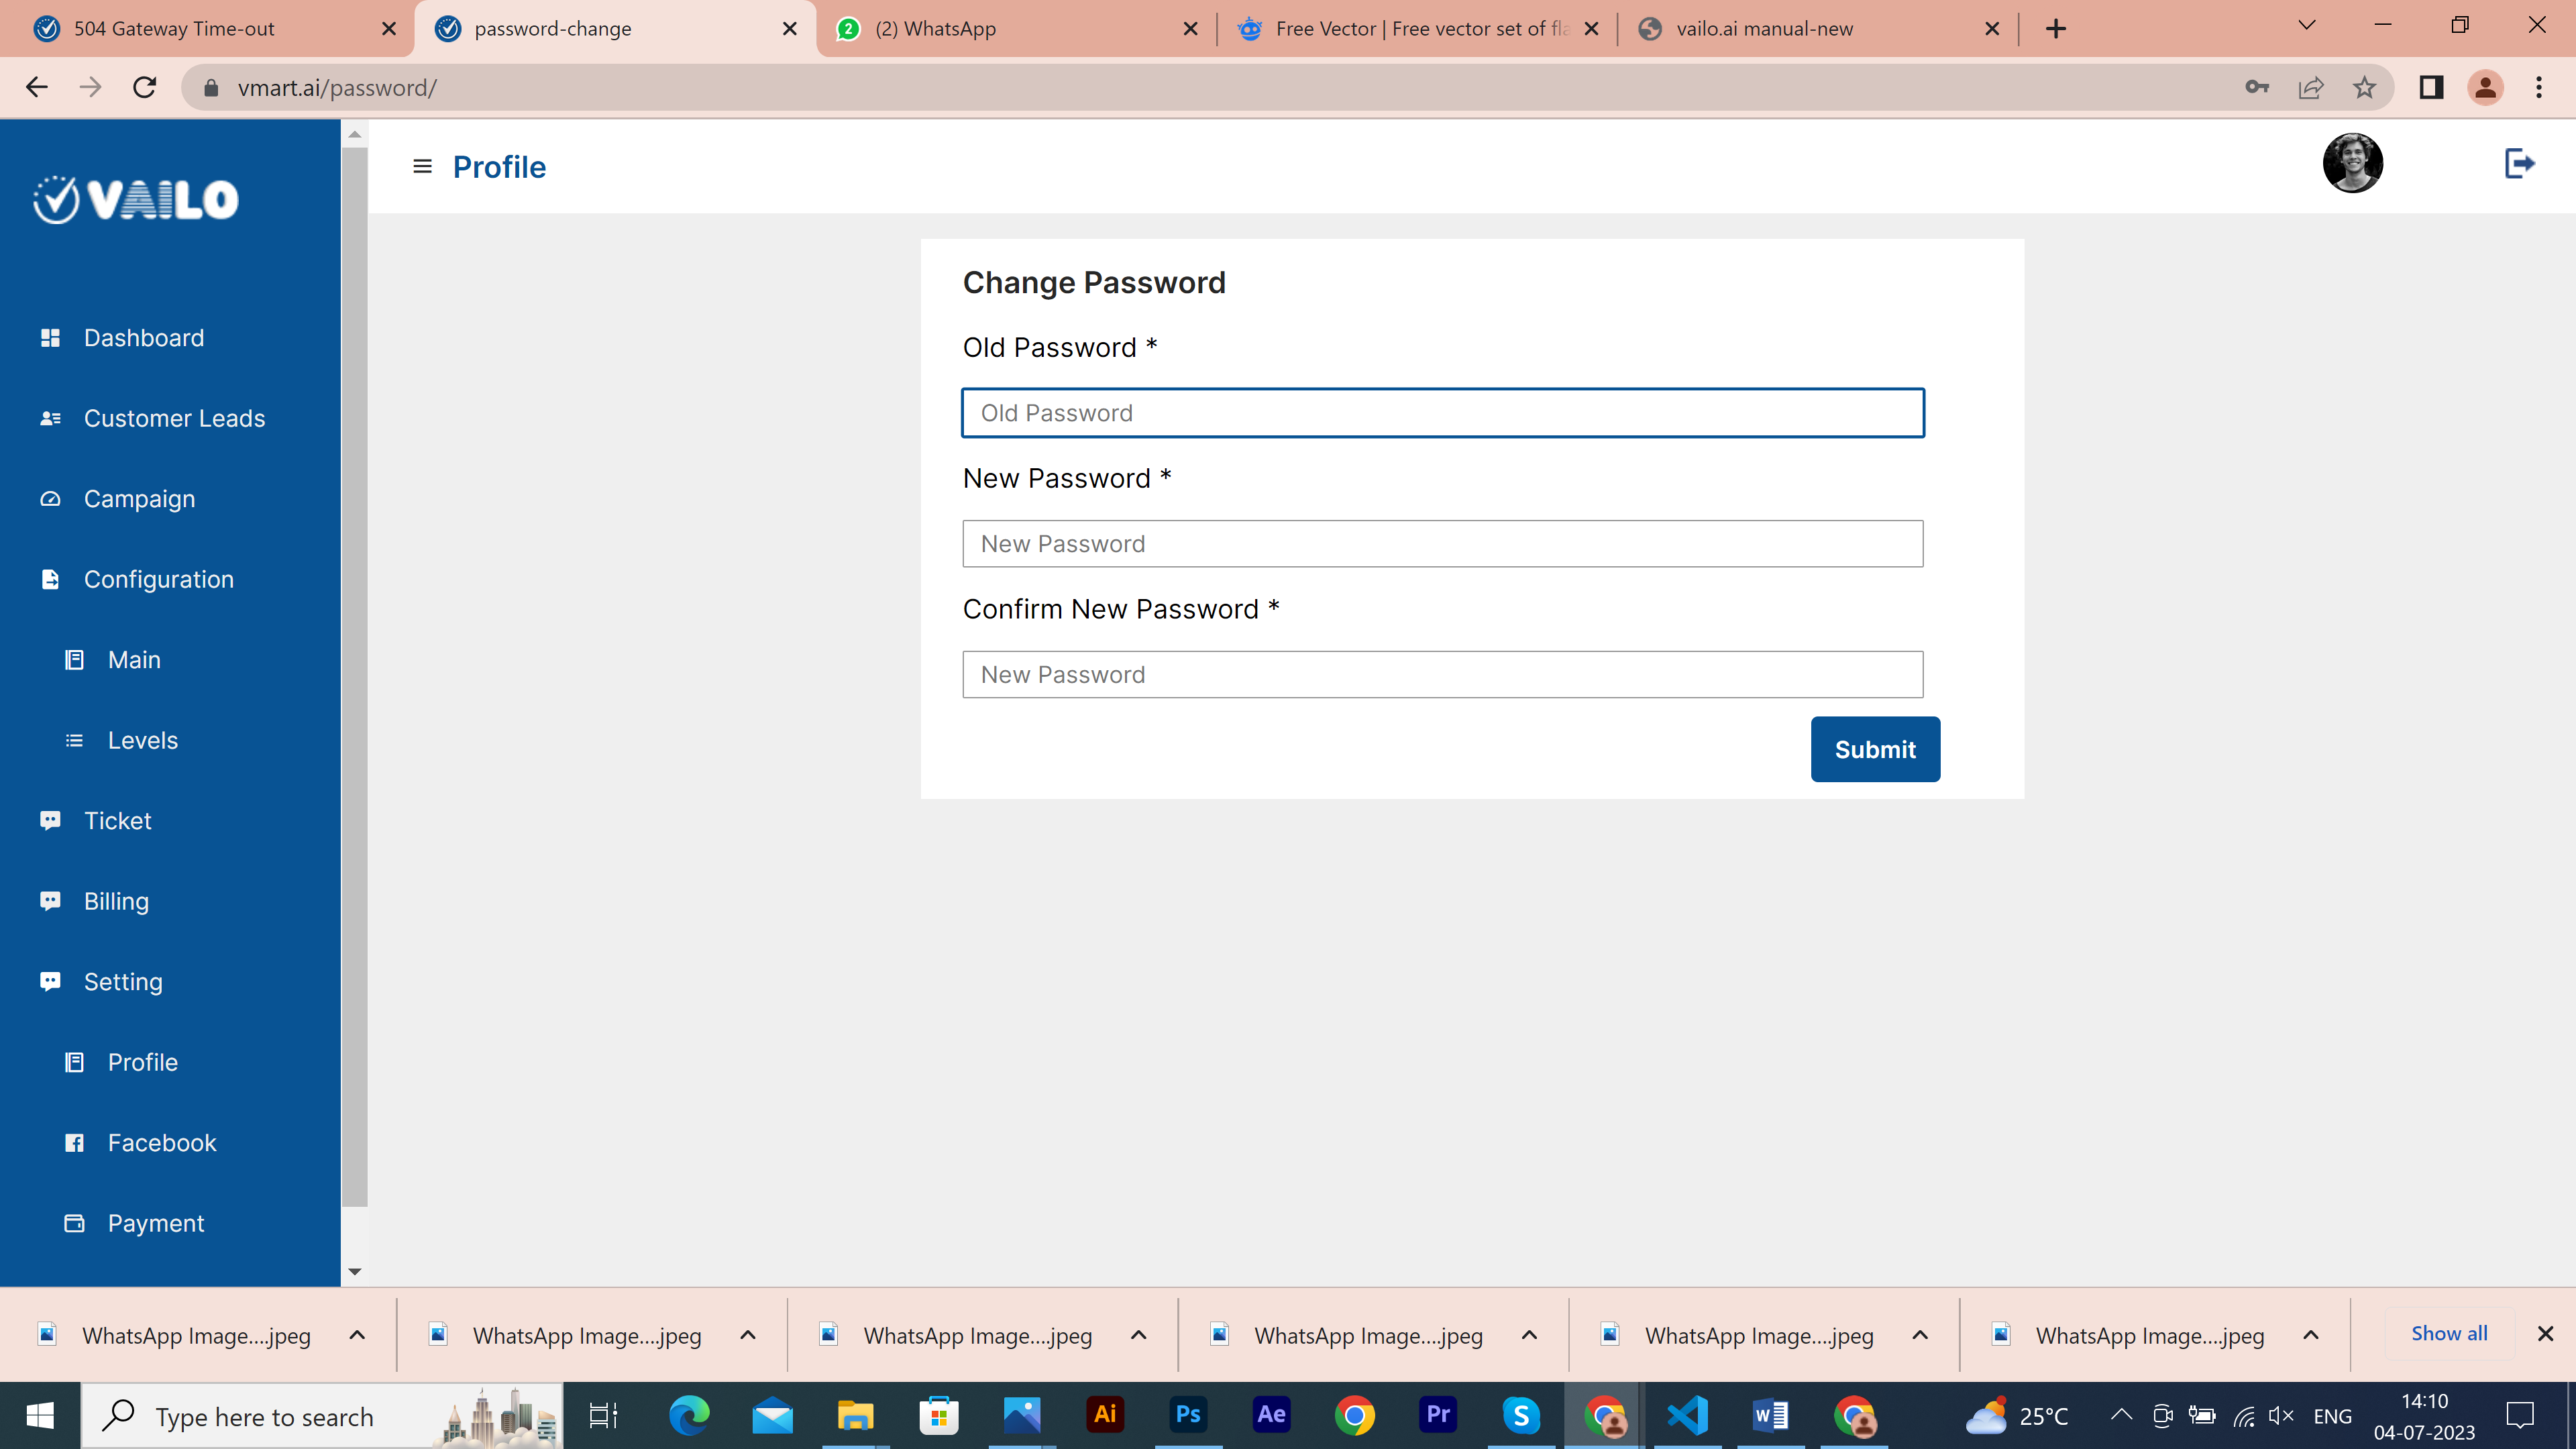 504 Gateway Time-out
password-change
(2) WhatsApp
Free Vector | Free vector set of fla
vailo.ai manual-new
vmart.ai/password/
VAILO
Profile
Dashboard
Customer Leads
Campaign
Configuration
Main
Levels
Ticket
Billing
Setting
Profile
Facebook
Payment
Change Password
Old Password *
Old Password
New Password *
New Password
Confirm New Password *
New Password
Submit
WhatsApp Image....jpeg
WhatsApp Image....jpeg
WhatsApp Image....jpeg
WhatsApp Image....jpeg
WhatsApp Image....jpeg
WhatsApp Image....jpeg
Show all
Type here to search
Ai
Ps
Ae
Pr
S
W
25°C
ENG
14:10
04-07-2023